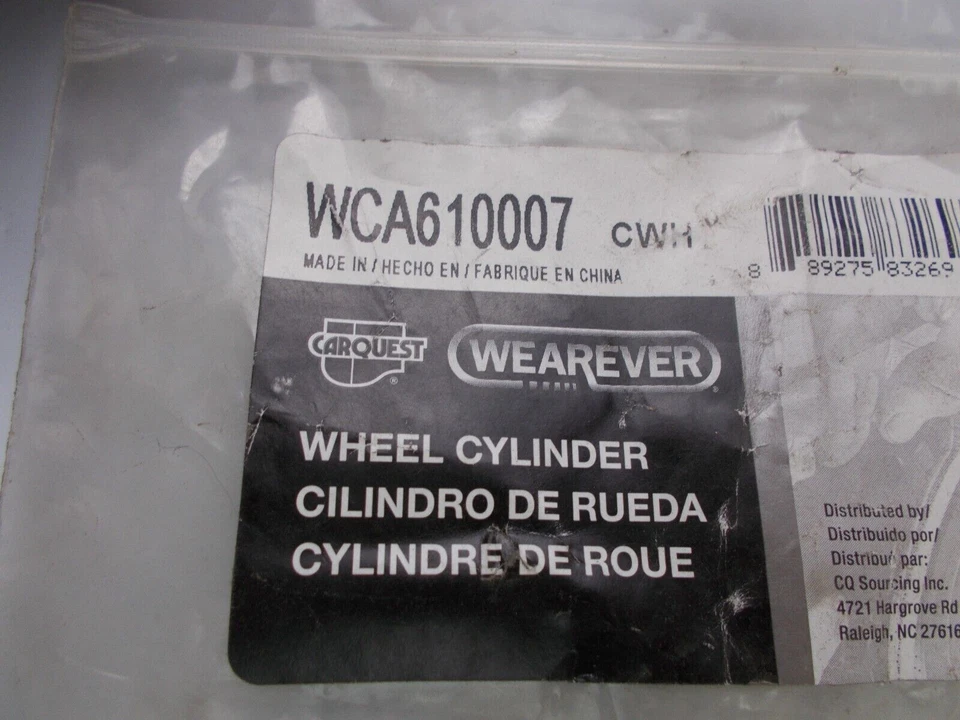 WCA610007 CWH
MADE IN / HECHO EN / FABRIQUE EN CHINA
8 89275 83269
CARQUEST®
WEAREVER®
WHEEL CYLINDER
CILINDRO DE RUEDA
CYLINDRE DE ROUE
Distributed by/
Distribuido por/
Distribué par:
CQ Sourcing Inc.
4721 Hargrove Rd
Raleigh, NC 27616